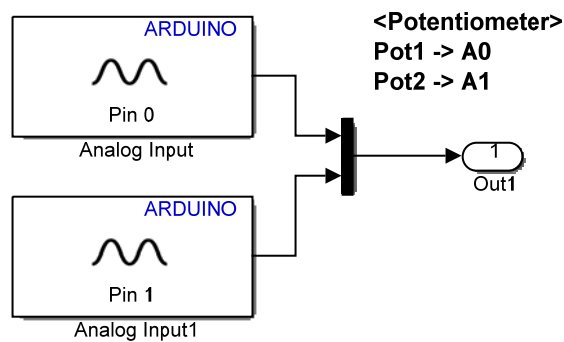 ARDUINO
Pin 0
Analog Input
<Potentiometer>
Pot1 -> A0
Pot2 -> A1
1
Out1
ARDUINO
Pin 1
Analog Input1